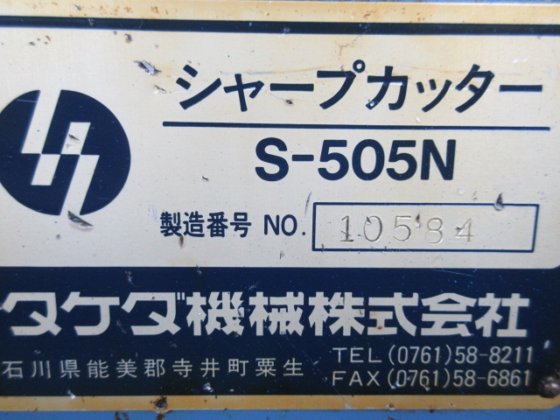 シャープカッター
S-505N
製造番号 NO. 10584
タケダ機械株式会社
石川県能美郡寺井町粟生
TEL (0761)58-8211
FAX (0761)58-6861